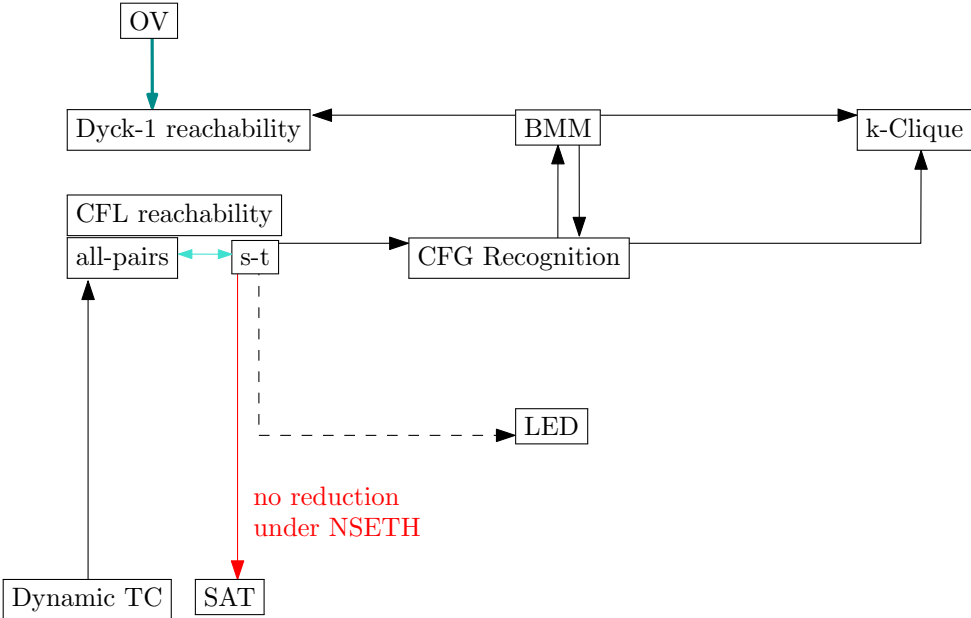 OV
Dyck-1 reachability
BMM
k-Clique
CFL reachability
all-pairs
s-t
CFG Recognition
LED
no reduction
under NSETH
Dynamic TC
SAT